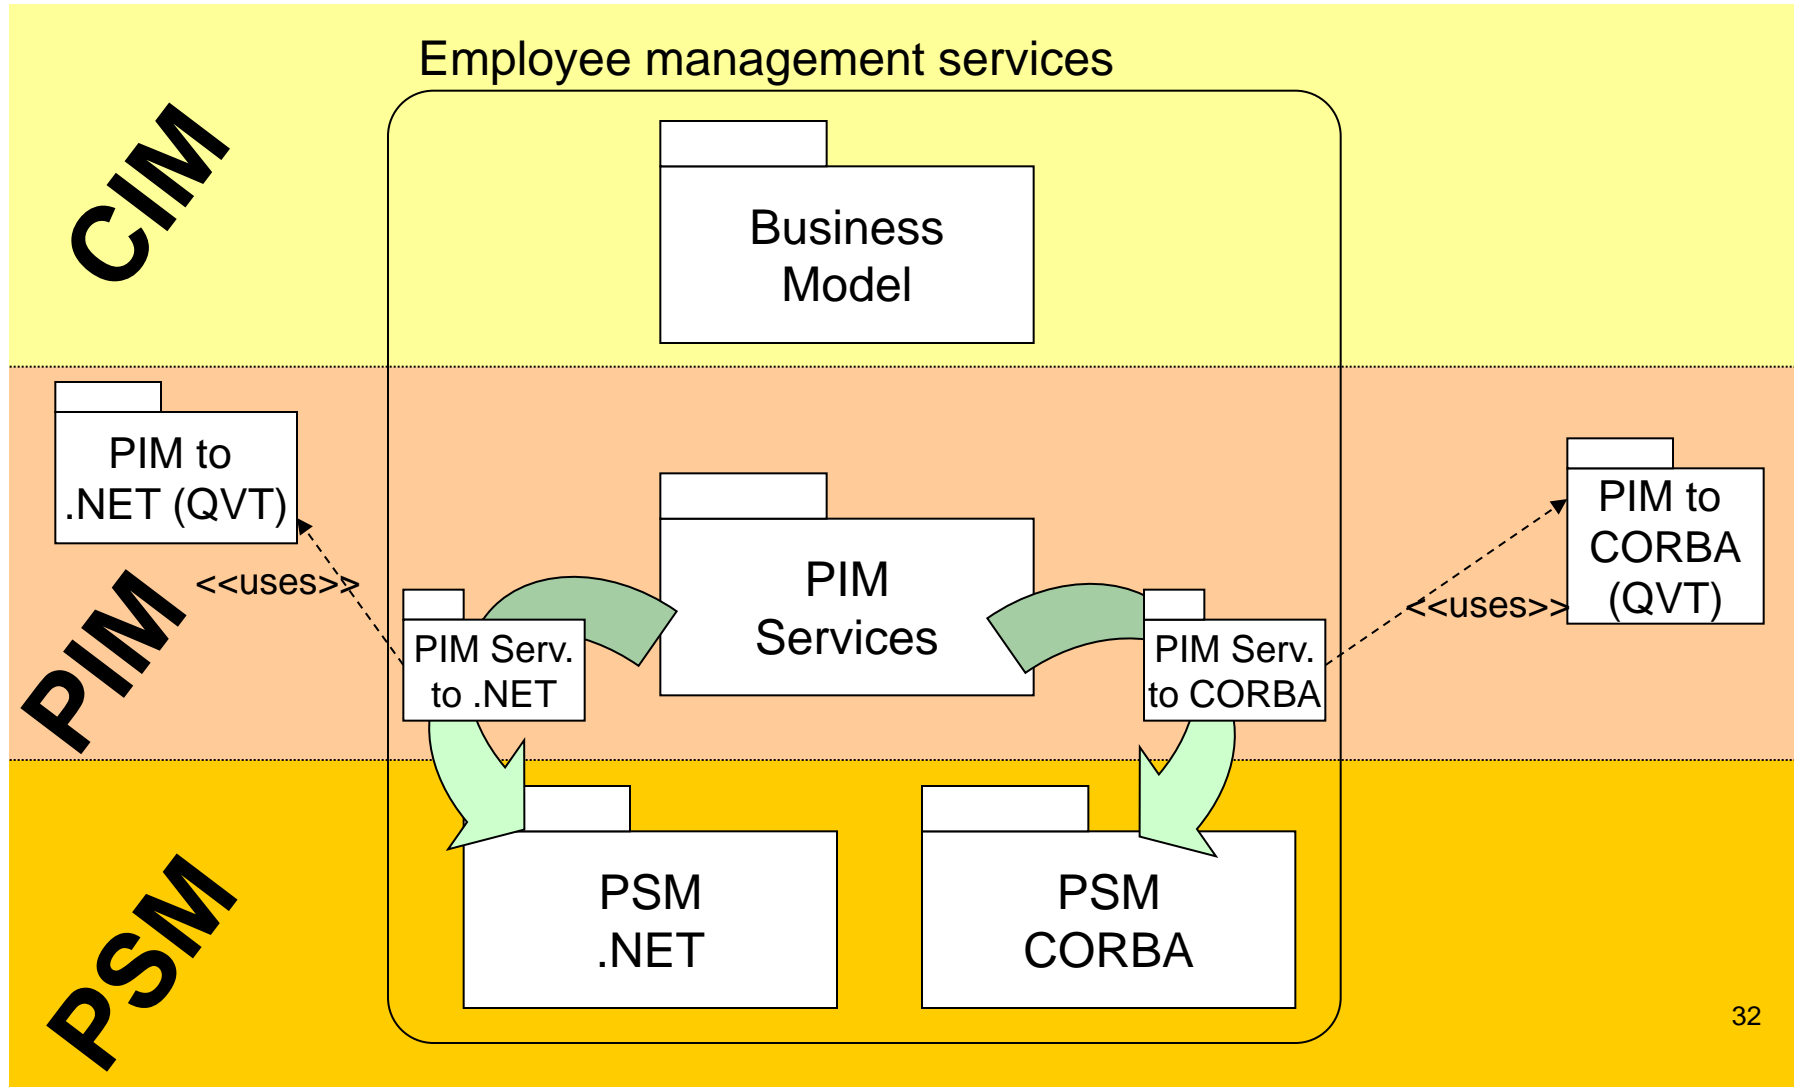 Employee management services
CIM
Business
Model
PIM to
.NET (QVT)
PIM to
CORBA
(QVT)
<<uses>>
<<uses>>
PIM
PIM
Services
PIM Serv.
to .NET
PIM Serv.
to CORBA
PSM
PSM
.NET
PSM
CORBA
32